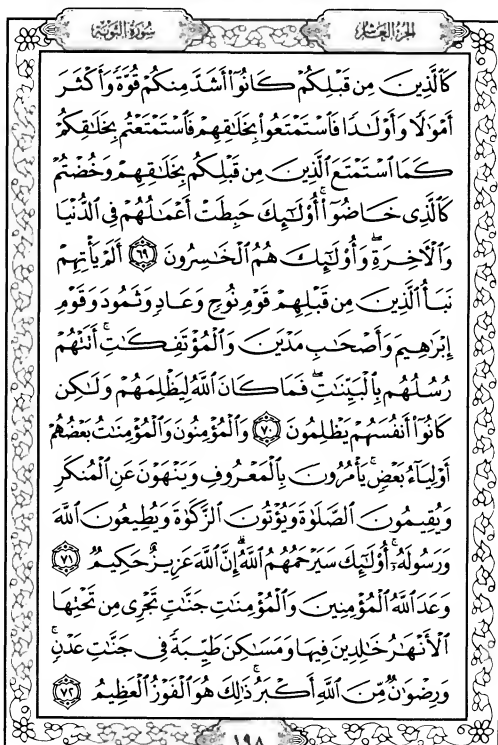 الجزء العاشر
سورة التوبة
كَٱلَّذِينَ مِن قَبۡلِكُمۡ كَانُوٓاْ أَشَدَّ مِنكُمۡ قُوَّةٗ وَأَكۡثَرَ
أَمۡوَٰلٗا وَأَوۡلَٰدٗا فَٱسۡتَمۡتَعُواْ بِخَلَٰقِهِمۡ فَٱسۡتَمۡتَعۡتُم بِخَلَٰقِكُمۡ
كَمَا ٱسۡتَمۡتَعَ ٱلَّذِينَ مِن قَبۡلِكُم بِخَلَٰقِهِمۡ وَخُضۡتُمۡ
كَٱلَّذِي خَاضُوٓاْۚ أُوْلَٰٓئِكَ حَبِطَتۡ أَعۡمَٰلُهُمۡ فِي ٱلدُّنۡيَا
وَٱلۡأٓخِرَةِۖ وَأُوْلَٰٓئِكَ هُمُ ٱلۡخَٰسِرُونَ ٦٩ أَلَمۡ يَأۡتِهِمۡ
نَبَأُ ٱلَّذِينَ مِن قَبۡلِهِمۡ قَوۡمِ نُوحٖ وَعَادٖ وَثَمُودَ وَقَوۡمِ
إِبۡرَٰهِيمَ وَأَصۡحَٰبِ مَدۡيَنَ وَٱلۡمُؤۡتَفِكَٰتِۚ أَتَتۡهُمۡ
رُسُلُهُم بِٱلۡبَيِّنَٰتِۖ فَمَا كَانَ ٱللَّهُ لِيَظۡلِمَهُمۡ وَلَٰكِن
كَانُوٓاْ أَنفُسَهُمۡ يَظۡلِمُونَ ٧٠ وَٱلۡمُؤۡمِنُونَ وَٱلۡمُؤۡمِنَٰتُ بَعۡضُهُمۡ
أَوۡلِيَآءُ بَعۡضٖۚ يَأۡمُرُونَ بِٱلۡمَعۡرُوفِ وَيَنۡهَوۡنَ عَنِ ٱلۡمُنكَرِ
وَيُقِيمُونَ ٱلصَّلَوٰةَ وَيُؤۡتُونَ ٱلزَّكَوٰةَ وَيُطِيعُونَ ٱللَّهَ
وَرَسُولَهُۥٓۚ أُوْلَٰٓئِكَ سَيَرۡحَمُهُمُ ٱللَّهُۗ إِنَّ ٱللَّهَ عَزِيزٌ حَكِيمٞ ٧١
وَعَدَ ٱللَّهُ ٱلۡمُؤۡمِنِينَ وَٱلۡمُؤۡمِنَٰتِ جَنَّٰتٖ تَجۡرِي مِن تَحۡتِهَا
ٱلۡأَنۡهَٰرُ خَٰلِدِينَ فِيهَا وَمَسَٰكِنَ طَيِّبَةٗ فِي جَنَّٰتِ عَدۡنٖۚ
وَرِضۡوَٰنٞ مِّنَ ٱللَّهِ أَكۡبَرُۚ ذَٰلِكَ هُوَ ٱلۡفَوۡزُ ٱلۡعَظِيمُ ٧٢
١٩٨